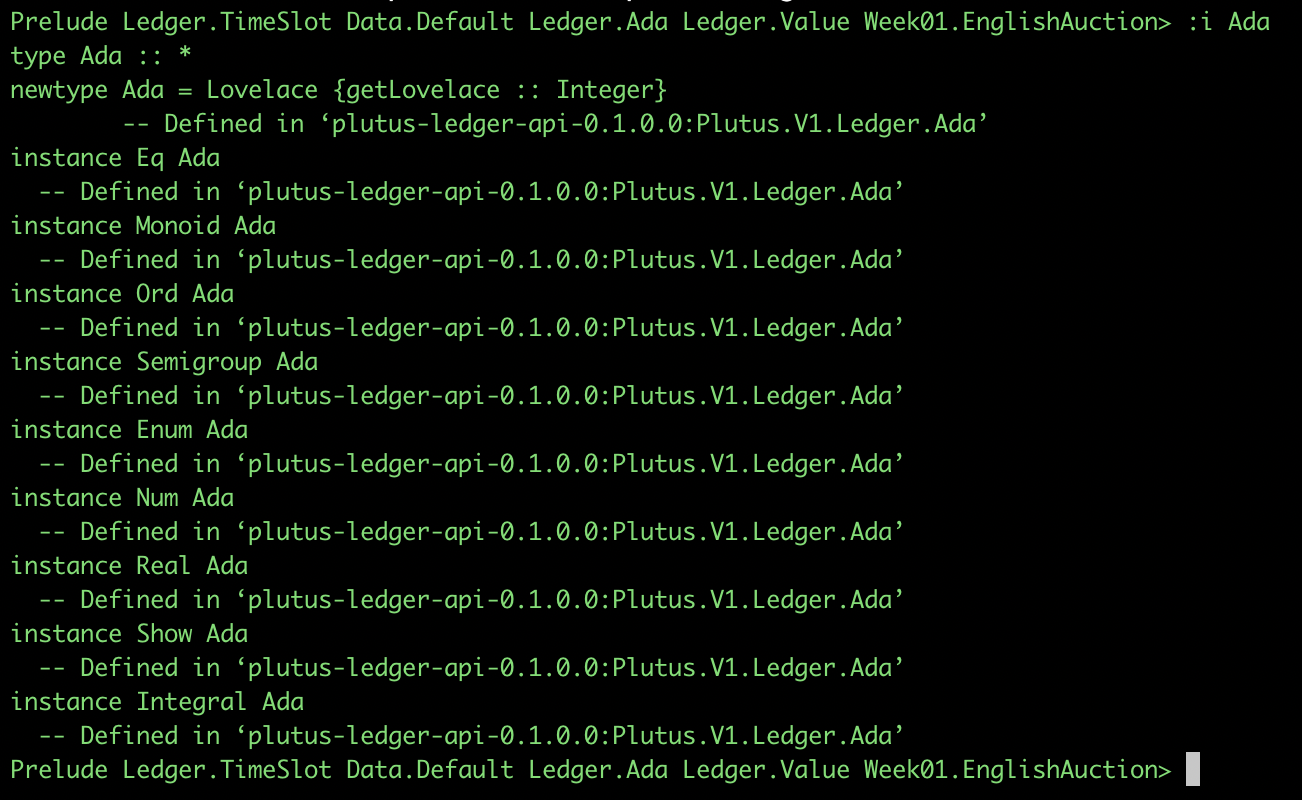 Prelude Ledger.TimeSlot Data.Default Ledger.Ada Ledger.Value Week01.EnglishAuction> :i Ada
type Ada :: *
newtype Ada = Lovelace {getLovelace :: Integer}
        -- Defined in ‘plutus-ledger-api-0.1.0.0:Plutus.V1.Ledger.Ada’
instance Eq Ada
  -- Defined in ‘plutus-ledger-api-0.1.0.0:Plutus.V1.Ledger.Ada’
instance Monoid Ada
  -- Defined in ‘plutus-ledger-api-0.1.0.0:Plutus.V1.Ledger.Ada’
instance Ord Ada
  -- Defined in ‘plutus-ledger-api-0.1.0.0:Plutus.V1.Ledger.Ada’
instance Semigroup Ada
  -- Defined in ‘plutus-ledger-api-0.1.0.0:Plutus.V1.Ledger.Ada’
instance Enum Ada
  -- Defined in ‘plutus-ledger-api-0.1.0.0:Plutus.V1.Ledger.Ada’
instance Num Ada
  -- Defined in ‘plutus-ledger-api-0.1.0.0:Plutus.V1.Ledger.Ada’
instance Real Ada
  -- Defined in ‘plutus-ledger-api-0.1.0.0:Plutus.V1.Ledger.Ada’
instance Show Ada
  -- Defined in ‘plutus-ledger-api-0.1.0.0:Plutus.V1.Ledger.Ada’
instance Integral Ada
  -- Defined in ‘plutus-ledger-api-0.1.0.0:Plutus.V1.Ledger.Ada’
Prelude Ledger.TimeSlot Data.Default Ledger.Ada Ledger.Value Week01.EnglishAuction>